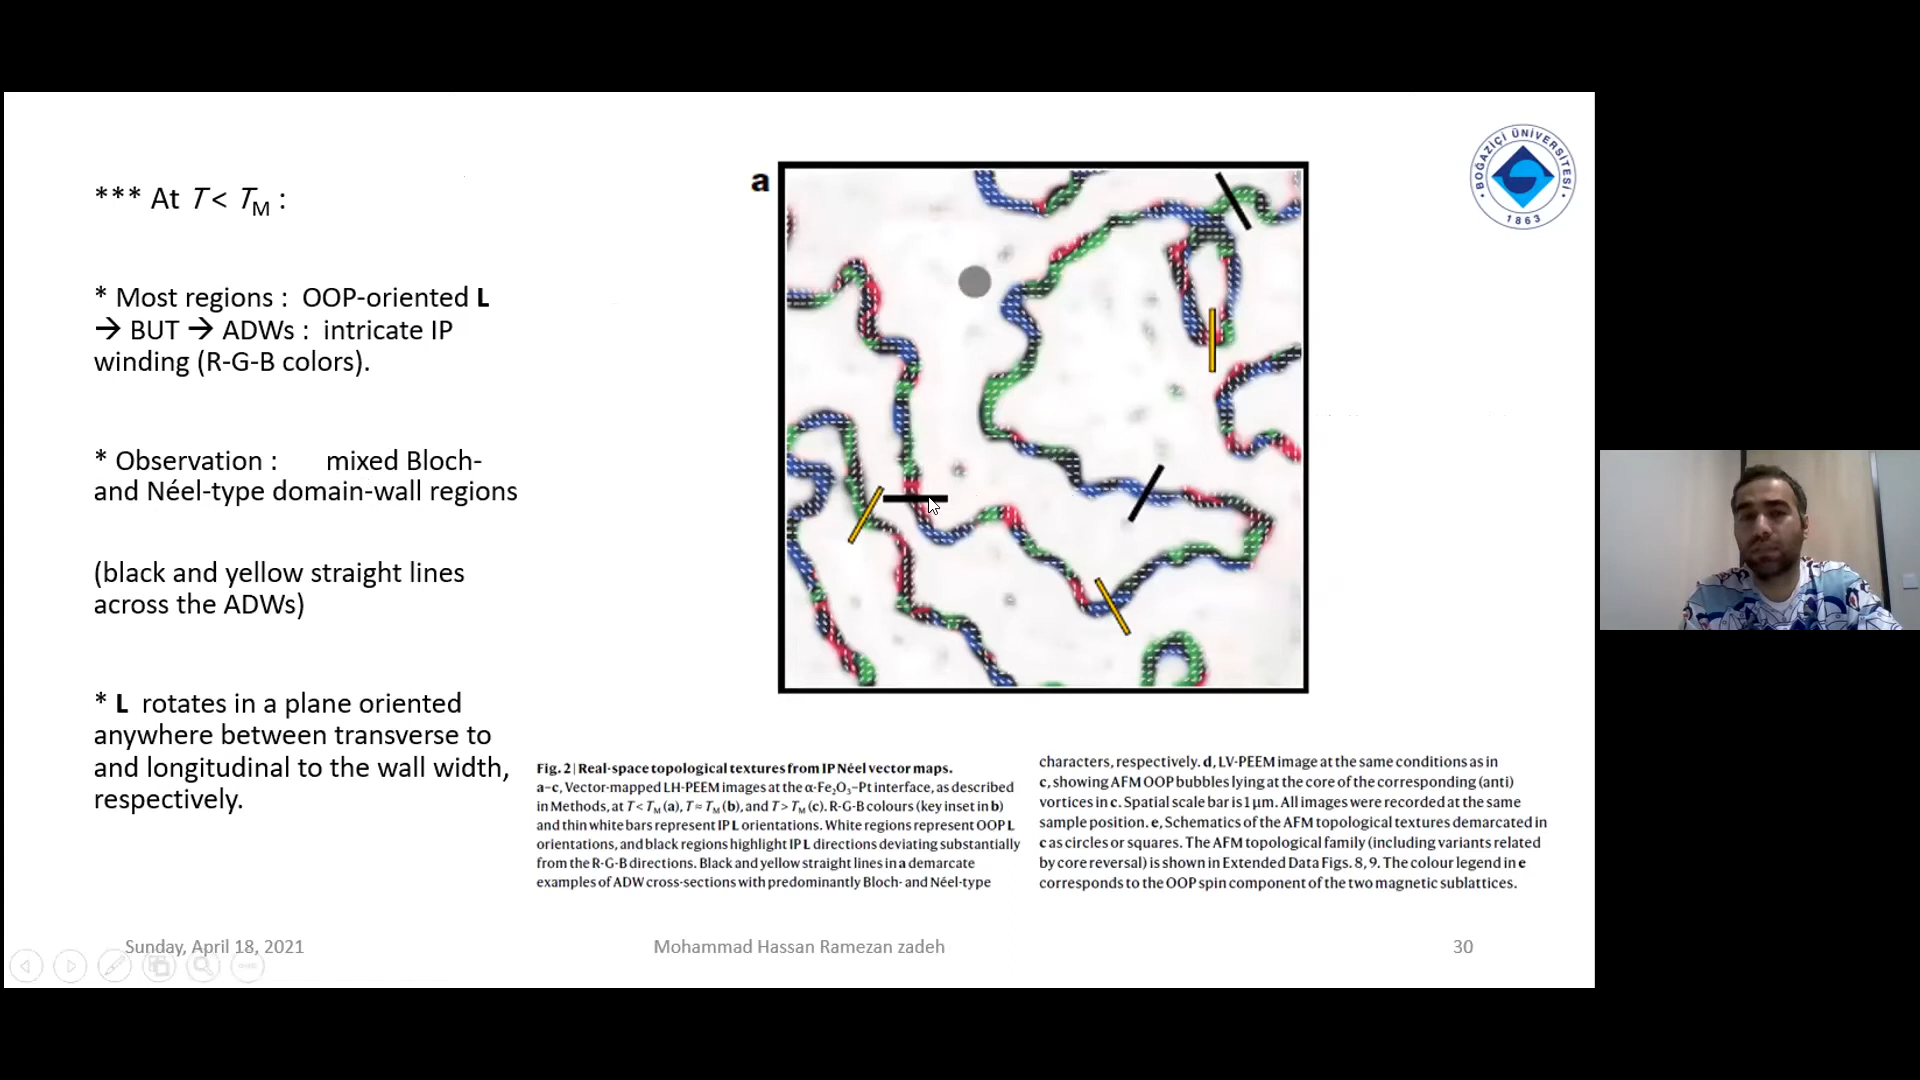 *** At T < TM :
* Most regions : OOP-oriented L
→ BUT → ADWs : intricate IP
winding (R-G-B colors).
* Observation : mixed Bloch-
and Néel-type domain-wall regions
(black and yellow straight lines
across the ADWs)
* L rotates in a plane oriented
anywhere between transverse to
and longitudinal to the wall width,
respectively.
a
BOĞAZİÇİ ÜNİVERSİTESİ
1863
Fig. 2 | Real-space topological textures from IP Néel vector maps.
a–c, Vector-mapped LH-PEEM images at the α-Fe2O3–Pt interface, as described
in Methods, at T < TM (a), T ≈ TM (b), and T > TM (c). R-G-B colours (key inset in b)
and thin white bars represent IP L orientations. White regions represent OOP L
orientations, and black regions highlight IP L directions deviating substantially
from the R-G-B directions. Black and yellow straight lines in a demarcate
examples of ADW cross-sections with predominantly Bloch- and Néel-type
characters, respectively. d, LV-PEEM image at the same conditions as in
c, showing AFM OOP bubbles lying at the core of the corresponding (anti)
vortices in c. Spatial scale bar is 1 μm. All images were recorded at the same
sample position. e, Schematics of the AFM topological textures demarcated in
c as circles or squares. The AFM topological family (including variants related
by core reversal) is shown in Extended Data Figs. 8, 9. The colour legend in e
corresponds to the OOP spin component of the two magnetic sublattices.
Sunday, April 18, 2021
Mohammad Hassan Ramezan zadeh
30